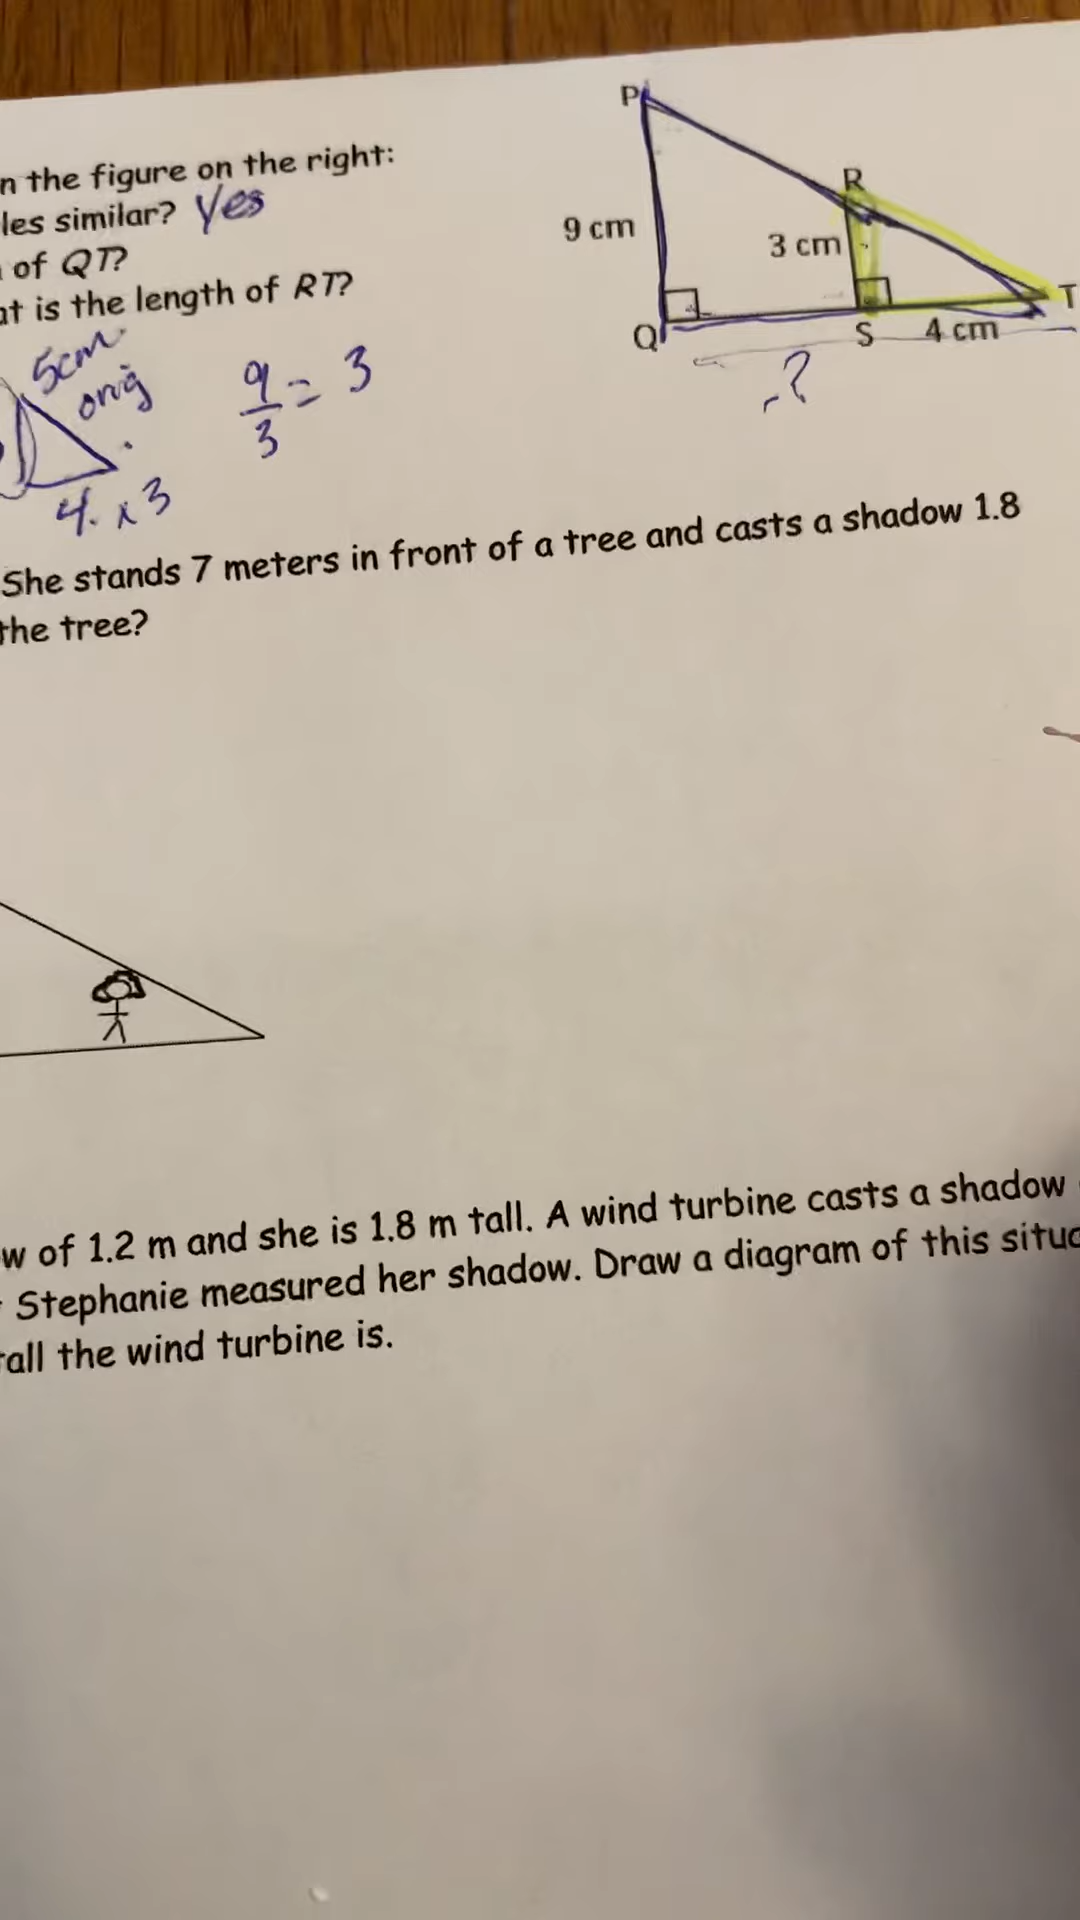 P
n the figure on the right:
R
les similar? Yes
9 cm
3 cm
of QT?
at is the length of RT?
T
Q
S
4 cm
5cm
orig
9/3 = 3
?
4. x 3
She stands 7 meters in front of a tree and casts a shadow 1.8
the tree?
w of 1.2 m and she is 1.8 m tall. A wind turbine casts a shadow
Stephanie measured her shadow. Draw a diagram of this situa
tall the wind turbine is.